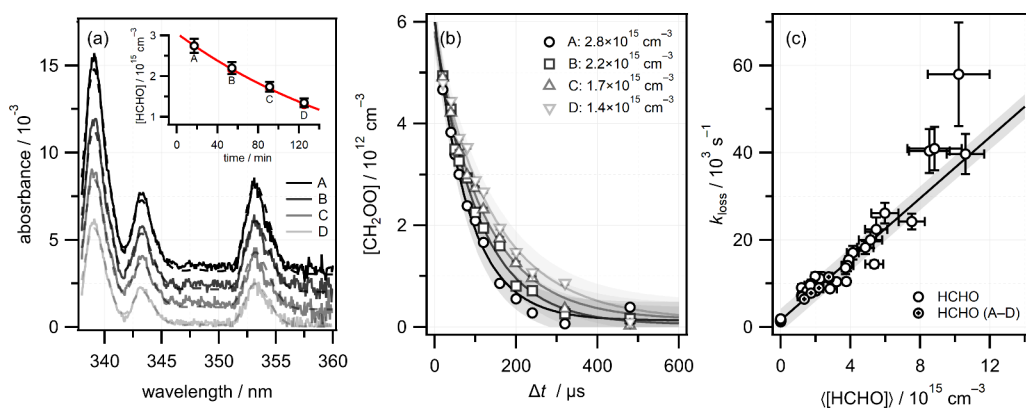 (a)
[HCHO] / 10¹⁵ cm⁻³
3
2
1
A
B
C
D
0 40 80 120
time / min
absorbance / 10⁻³
15
10
5
0
A
B
C
D
340 345 350 355 360
wavelength / nm
(b)
A: 2.8×10¹⁵ cm⁻³
B: 2.2×10¹⁵ cm⁻³
C: 1.7×10¹⁵ cm⁻³
D: 1.4×10¹⁵ cm⁻³
[CH₂OO] / 10¹² cm⁻³
6
4
2
0
0 200 400 600
Δt / µs
(c)
k_loss / 10³ s⁻¹
60
40
20
0
HCHO
HCHO (A–D)
0 4 8 12
⟨[HCHO]⟩ / 10¹⁵ cm⁻³